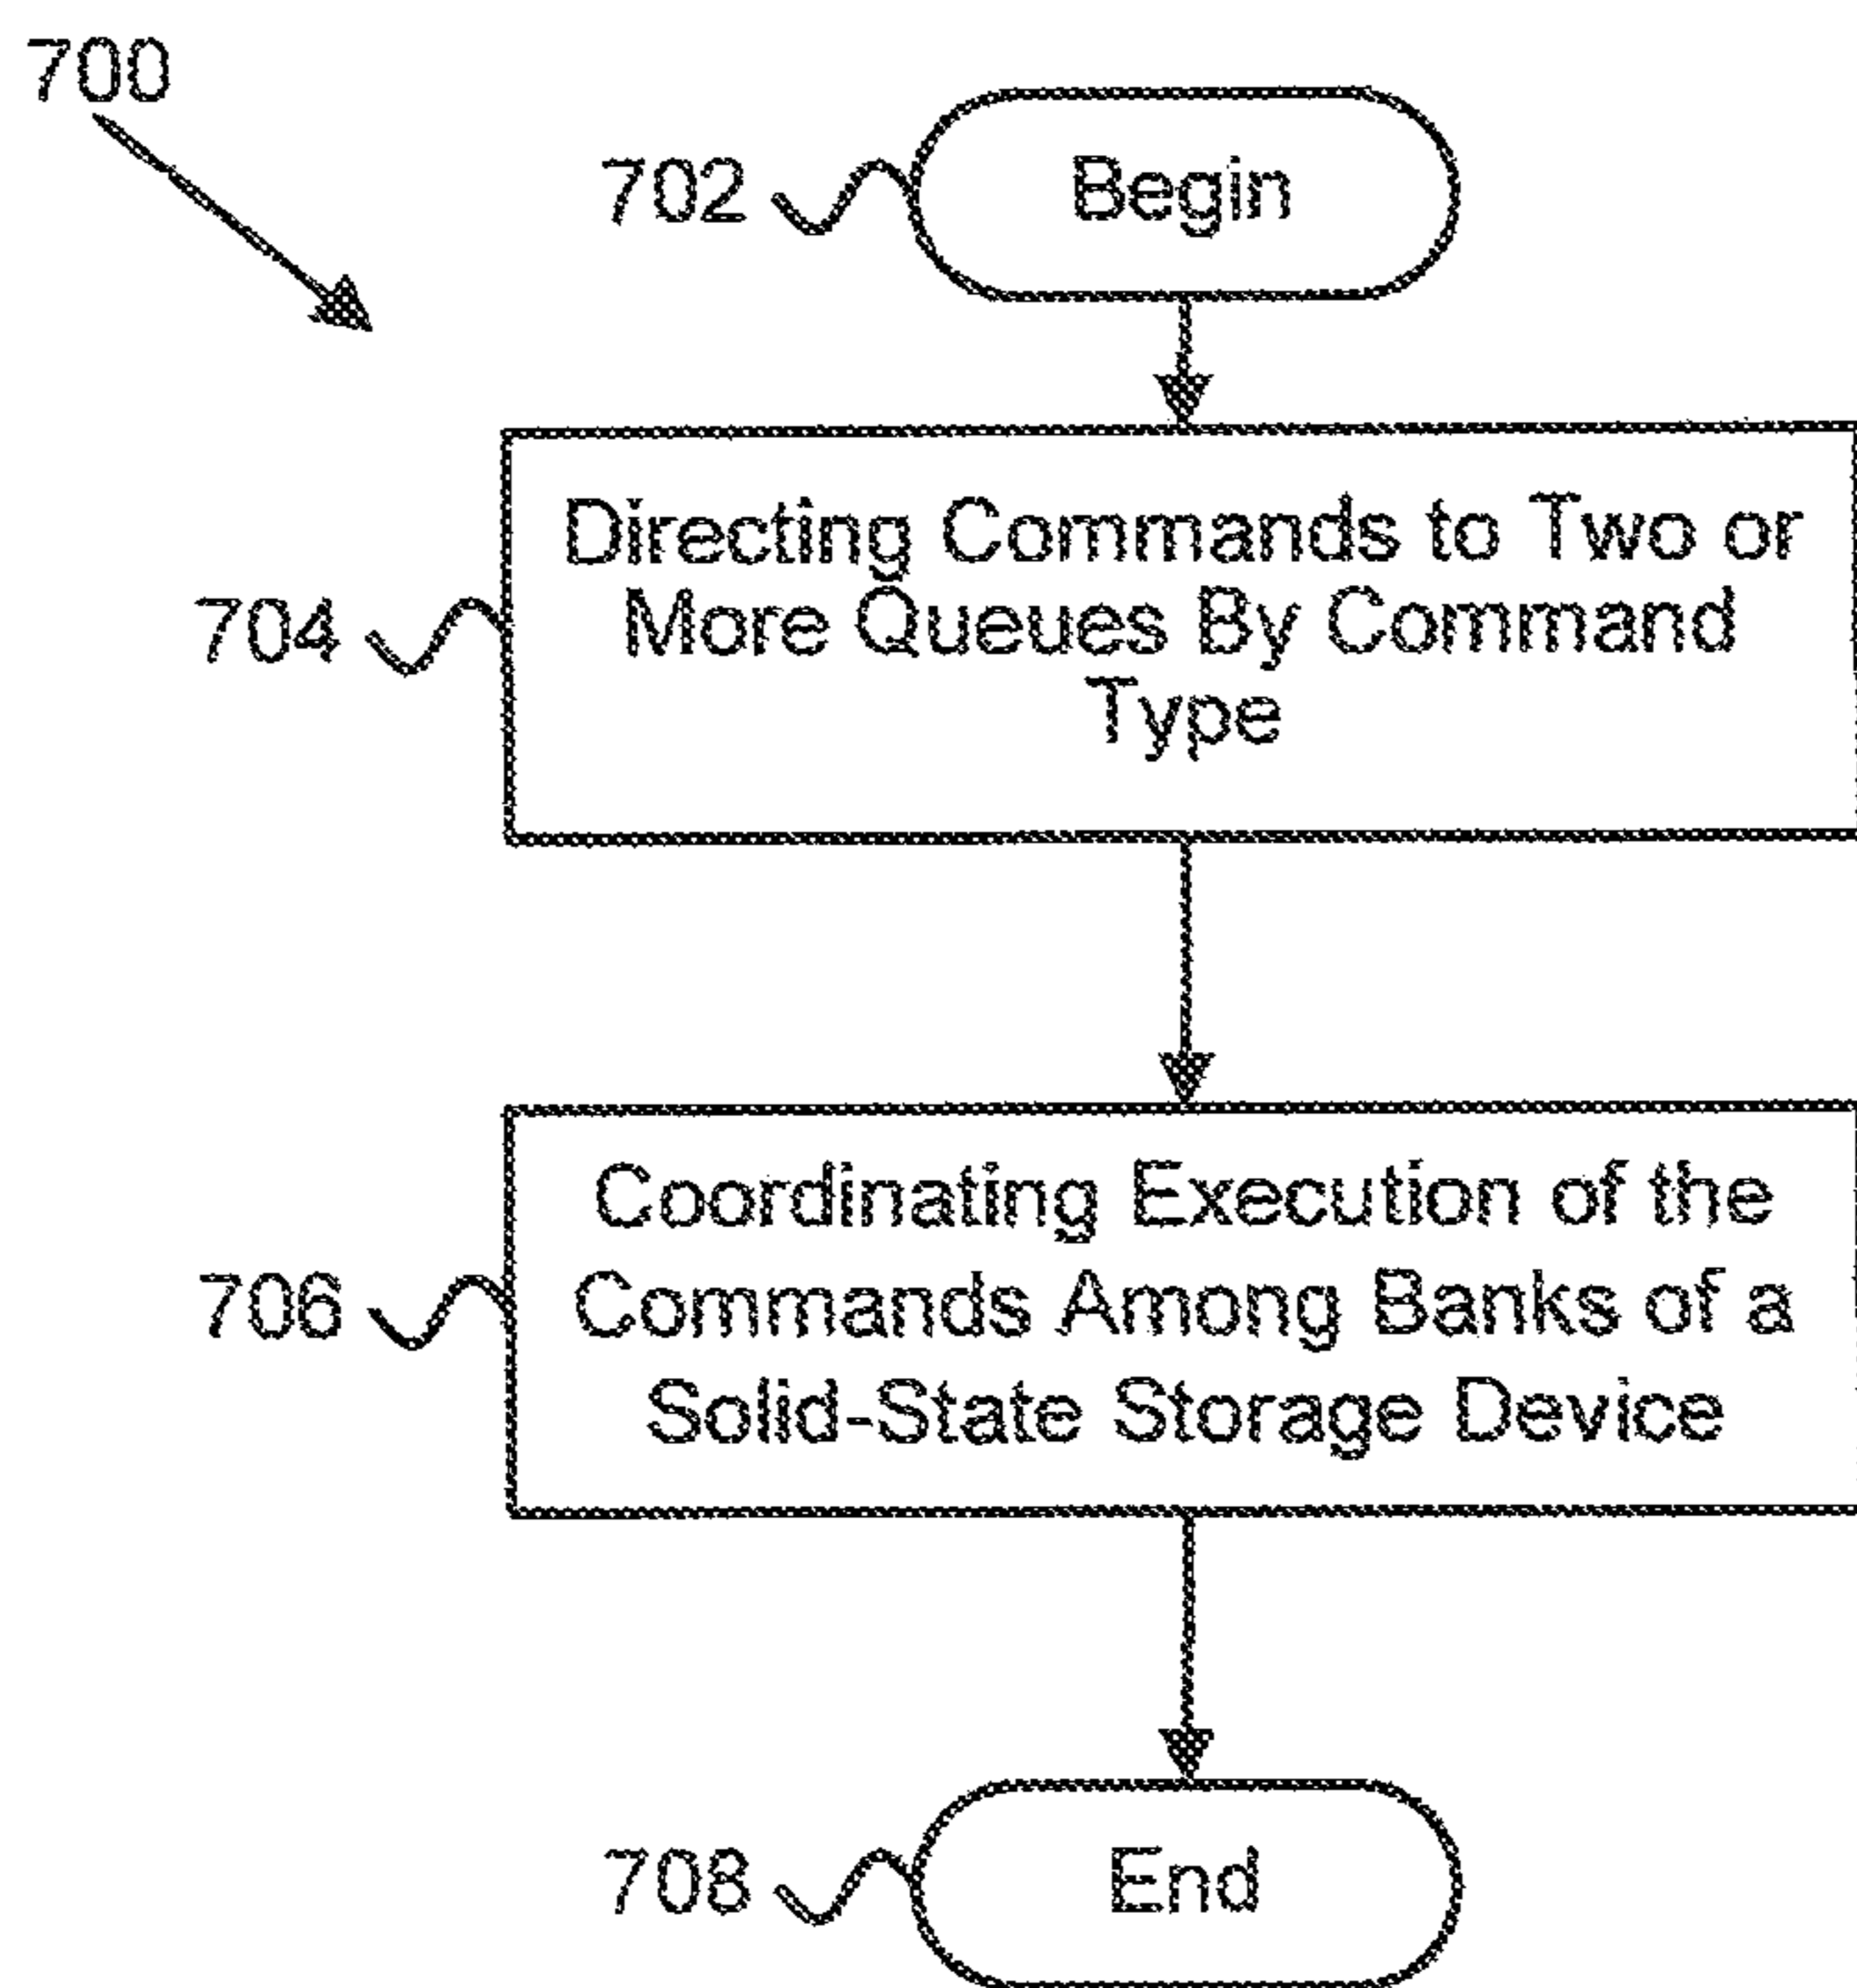 700
702
Begin
704
Directing Commands to Two or
More Queues By Command
Type
706
Coordinating Execution of the
Commands Among Banks of a
Solid-State Storage Device
708
End